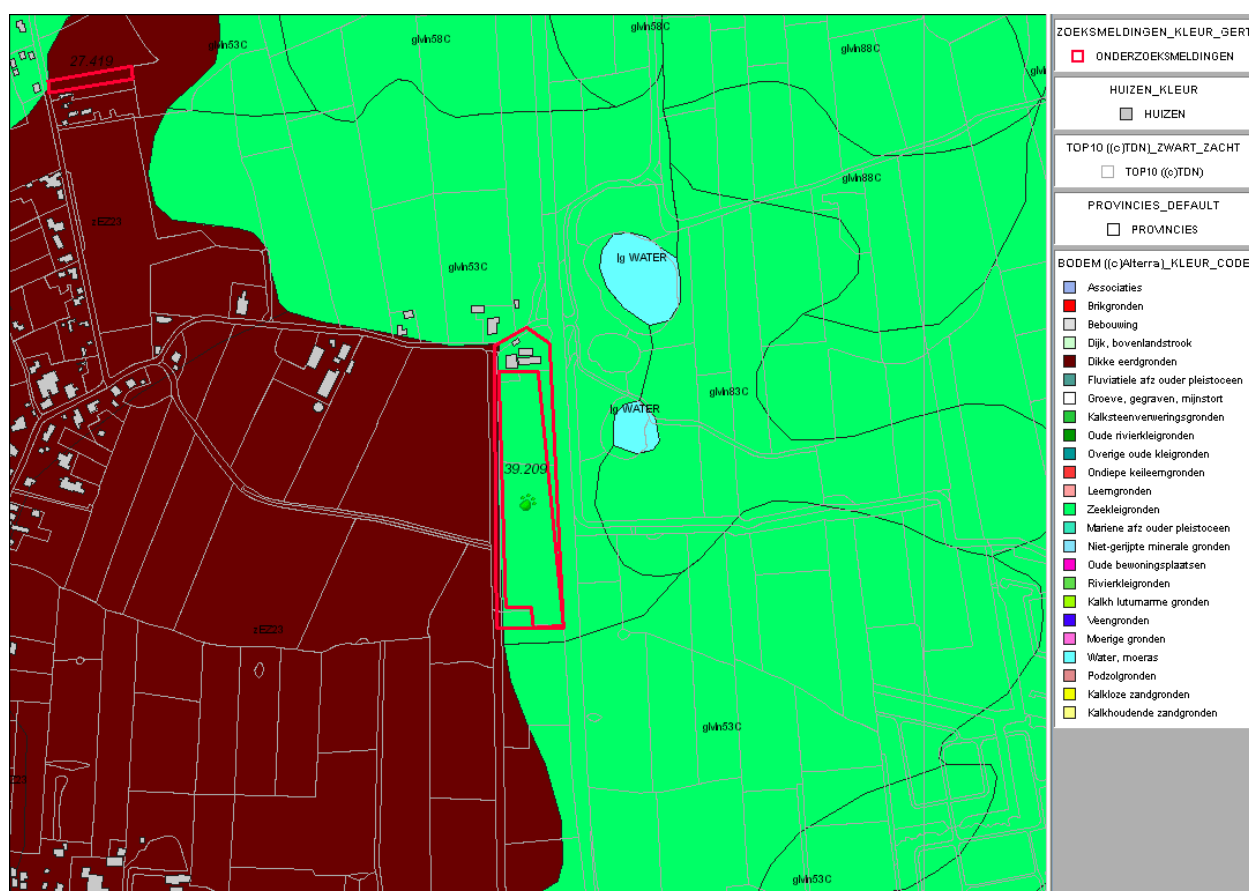 glvln53C
glvln58C
glvln58C
glvln88C
27.419
glvln88C
zEZ23
lg WATER
glvln53C
glvln83C
lg WATER
39.209
zEZ23
glvln53C
glvln53C
ZOEKSMELDINGEN_KLEUR_GERT
ONDERZOEKSMELDINGEN
HUIZEN_KLEUR
HUIZEN
TOP10 ((c)TDN)_ZWART_ZACHT
TOP10 ((c)TDN)
PROVINCIES_DEFAULT
PROVINCIES
BODEM ((c)Alterra)_KLEUR_CODE
Associaties
Brikgronden
Bebouwing
Dijk, bovenlandstrook
Dikke eerdgronden
Fluviatiele afz ouder pleistoceen
Groeve, gegraven, mijnstort
Kalksteenverweringsgronden
Oude rivierkleigronden
Overige oude kleigronden
Ondiepe keileemgronden
Leemgronden
Zeekleigronden
Mariene afz ouder pleistoceen
Niet-gerijpte minerale gronden
Oude bewoningsplaatsen
Rivierkleigronden
Kalkh lutumarme gronden
Veengronden
Moerige gronden
Water, moeras
Podzolgronden
Kalkloze zandgronden
Kalkhoudende zandgronden